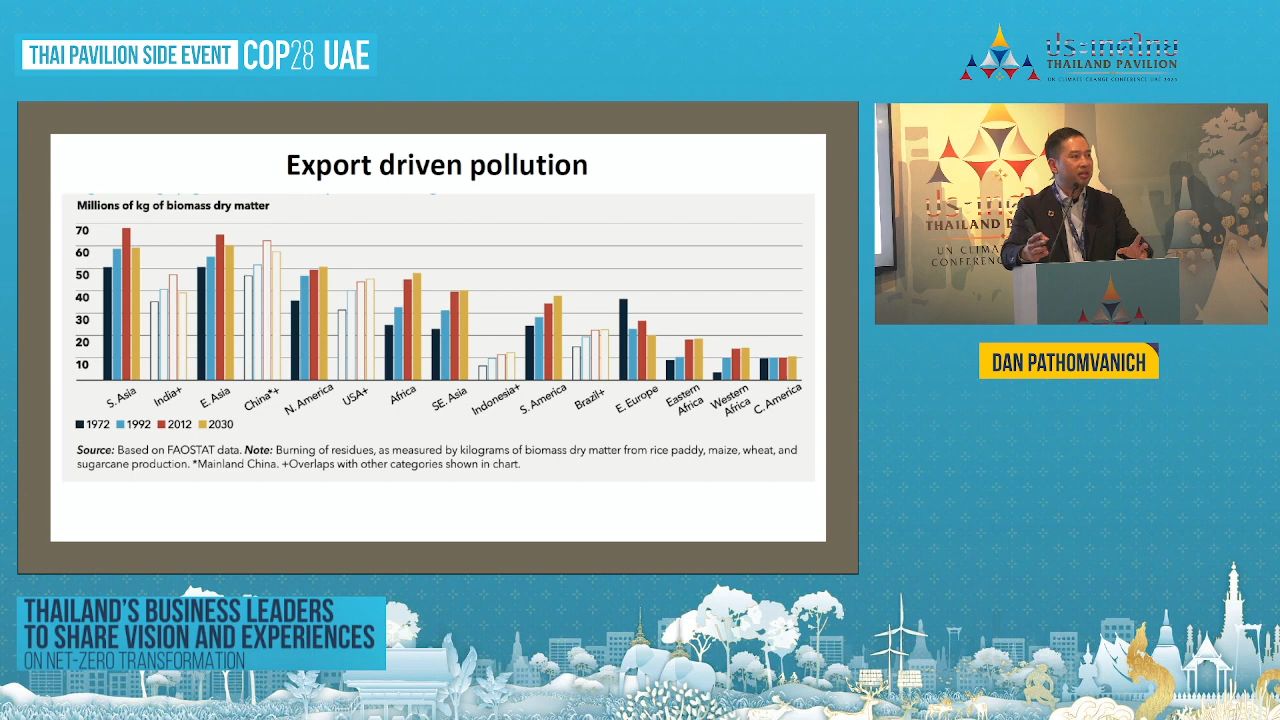 THAI PAVILION SIDE EVENT COP28 UAE
ประเทศไทย
THAILAND PAVILION
UN CLIMATE CHANGE CONFERENCE UAE 2023
Export driven pollution
Millions of kg of biomass dry matter
70
60
50
40
30
20
10
S. Asia
India+
E. Asia
China*+
N. America
USA+
Africa
SE. Asia
Indonesia+
S. America
Brazil+
E. Europe
Eastern
Africa
Western
Africa
C. America
1972 1992 2012 2030
Source: Based on FAOSTAT data. Note: Burning of residues, as measured by kilograms of biomass dry matter from rice paddy, maize, wheat, and
sugarcane production. *Mainland China. +Overlaps with other categories shown in chart.
THAILAND
UN CLIMA
CONFERENC
DAN PATHOMVANICH
THAILAND'S BUSINESS LEADERS
TO SHARE VISION AND EXPERIENCES
ON NET-ZERO TRANSFORMATION